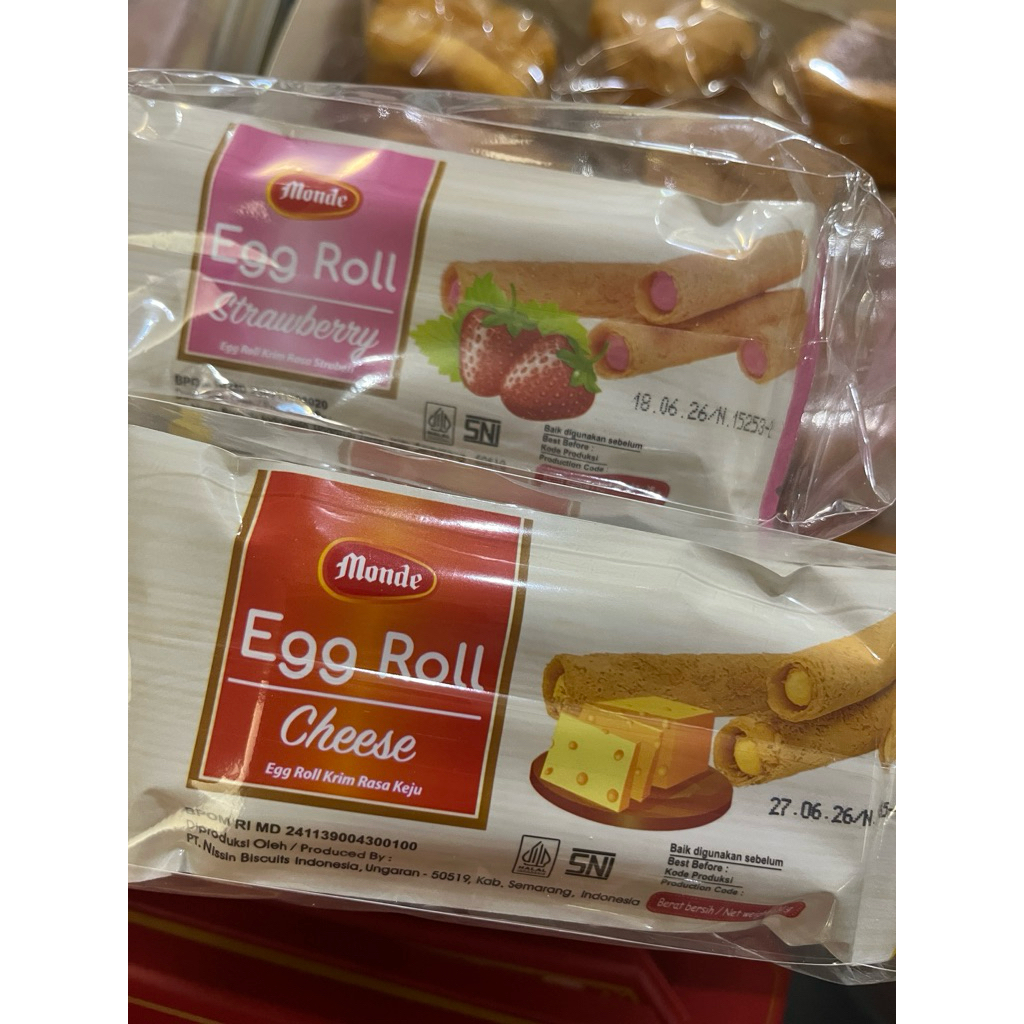 Monde
Egg Roll
Strawberry
Egg Roll Krim Rasa Stroberi
18.06.26/N.15253-
HALAL
SNI
Baik digunakan sebelum
Best Before :
Kode Produksi
Production Code :
Monde
Egg Roll
Cheese
Egg Roll Krim Rasa Keju
27.06.26/N.
BPOM RI MD 241139004300100
Diproduksi Oleh / Produced By :
PT. Nissin Biscuits Indonesia, Ungaran - 50519, Kab. Semarang, Indonesia
HALAL
SNI
Baik digunakan sebelum
Best Before :
Kode Produksi
Production Code :
Berat bersih / Net